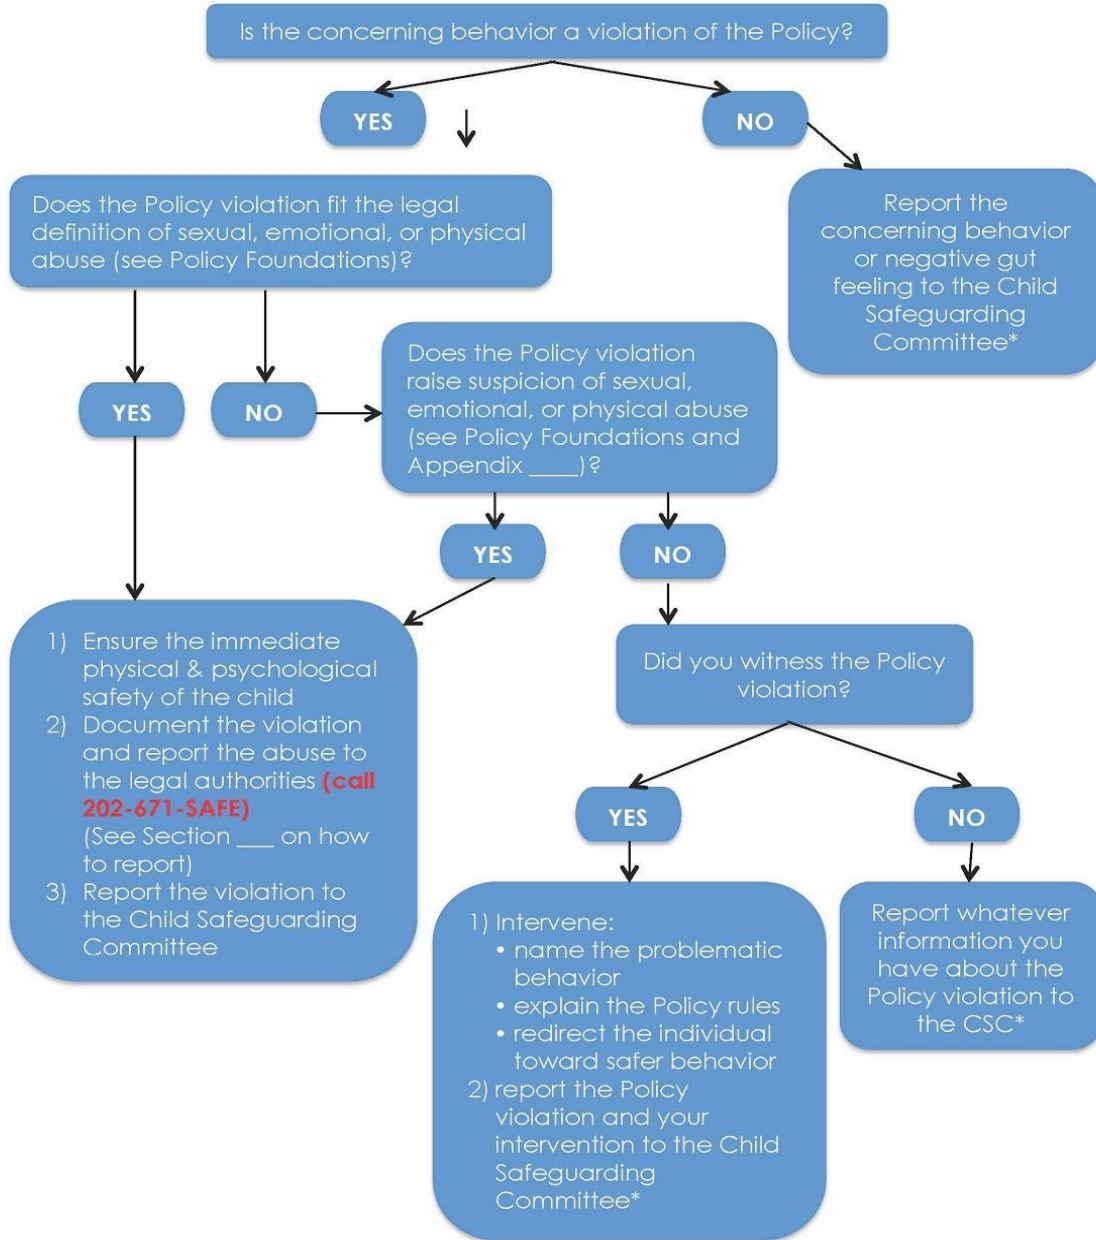 Is the concerning behavior a violation of the Policy?
YES
NO
Does the Policy violation fit the legal
definition of sexual, emotional, or physical
abuse (see Policy Foundations)?
Report the
concerning behavior
or negative gut
feeling to the Child
Safeguarding
Committee*
YES
NO
Does the Policy violation
raise suspicion of sexual,
emotional, or physical abuse
(see Policy Foundations and
Appendix ____)?
YES
NO
1) Ensure the immediate
physical & psychological
safety of the child
2) Document the violation
and report the abuse to
the legal authorities (call
202-671-SAFE)
(See Section ___ on how
to report)
3) Report the violation to
the Child Safeguarding
Committee
Did you witness the Policy
violation?
YES
NO
1) Intervene:
• name the problematic
behavior
• explain the Policy rules
• redirect the individual
toward safer behavior
2) report the Policy
violation and your
intervention to the Child
Safeguarding
Committee*
Report whatever
information you
have about the
Policy violation to
the CSC*